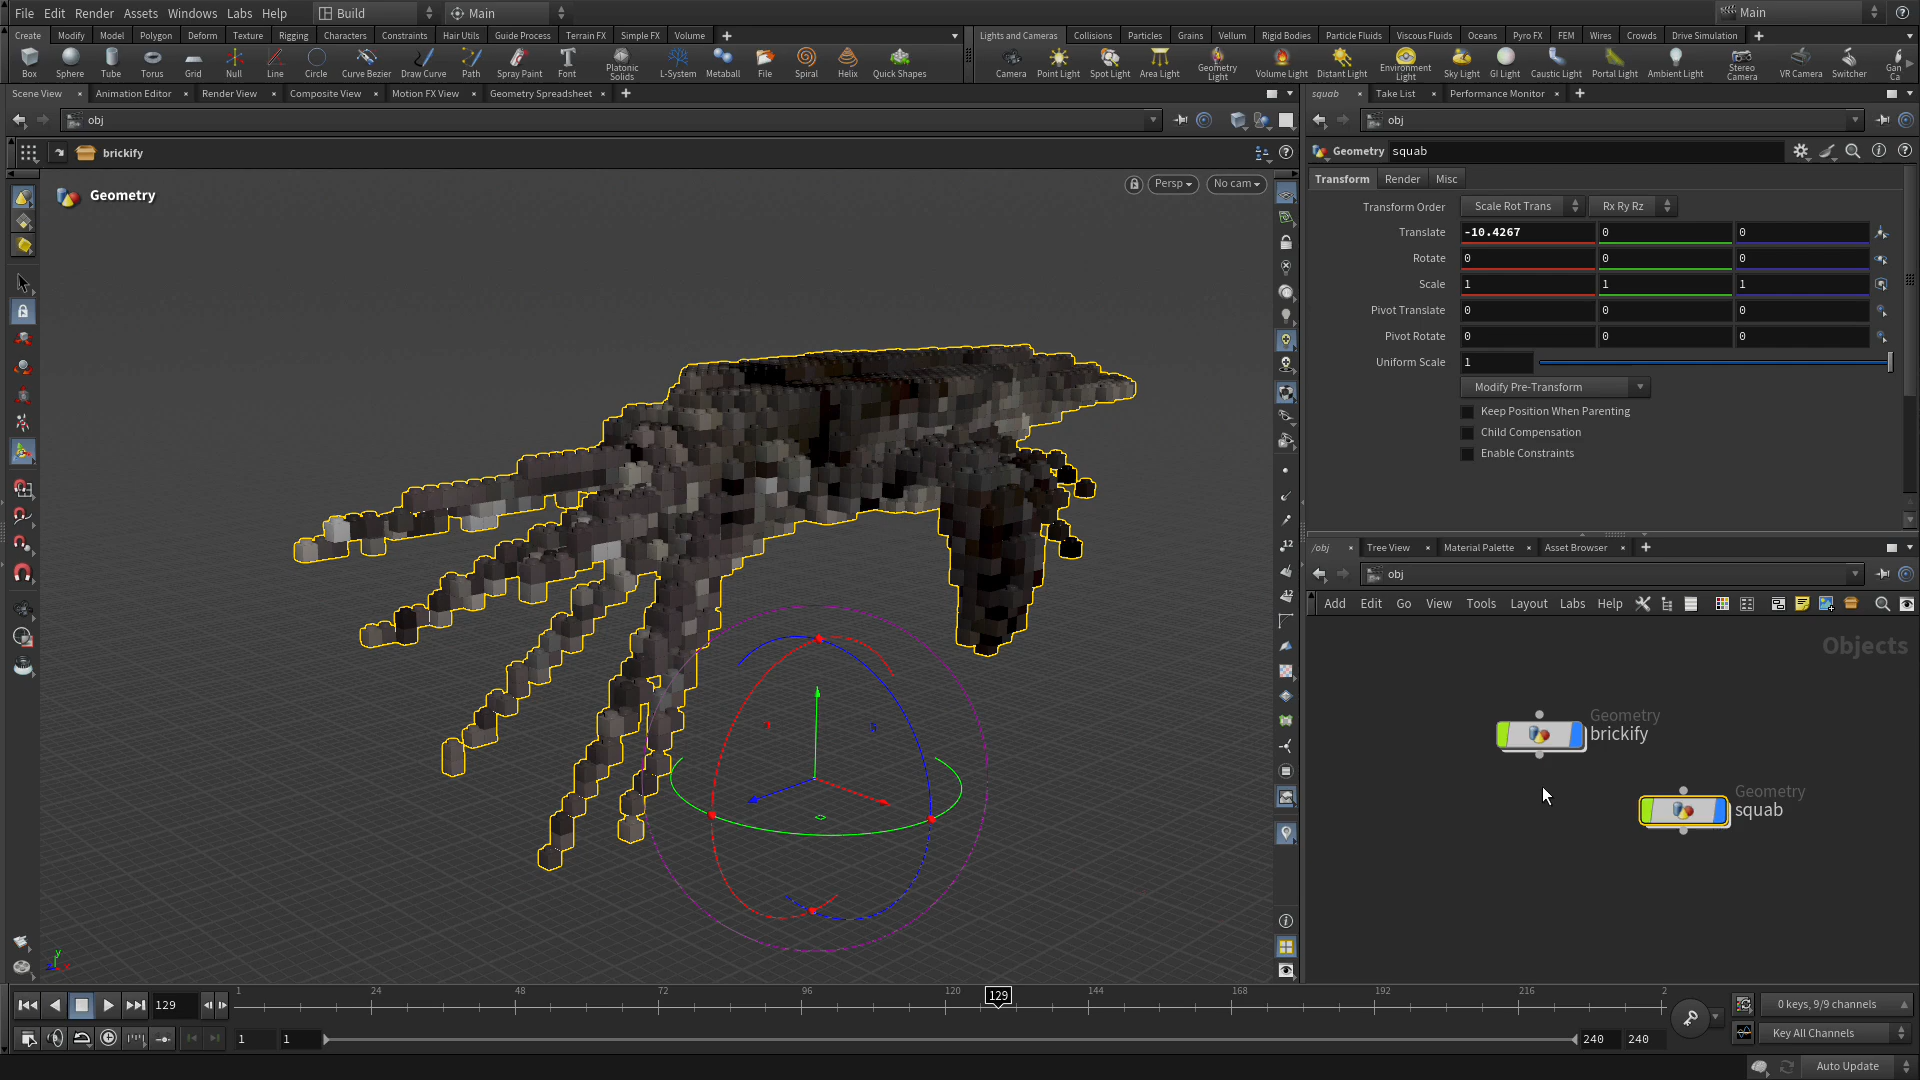 File Edit Render Assets Windows Labs Help Build Main Main
Create Modify Model Polygon Deform Texture Rigging Characters Constraints Hair Utils Guide Process Terrain FX Simple FX Volume
Lights and Cameras Collisions Particles Grains Vellum Rigid Bodies Particle Fluids Viscous Fluids Oceans Pyro FX FEM Wires Crowds Drive Simulation
Box Sphere Tube Torus Grid Null Line Circle Curve Bezier Draw Curve Path Spray Paint Font Platonic Solids L-System Metaball File Spiral Helix Quick Shapes
Camera Point Light Spot Light Area Light Geometry Light Volume Light Distant Light Environment Light Sky Light GI Light Caustic Light Portal Light Ambient Light Stereo Camera VR Camera Switcher Gan Ca
Scene View Animation Editor Render View Composite View Motion FX View Geometry Spreadsheet
squab Take List Performance Monitor
obj
obj
brickify
Geometry squab
Geometry
Persp No cam
Transform Render Misc
Transform Order Scale Rot Trans Rx Ry Rz
Translate -10.4267 0 0
Rotate 0 0 0
Scale 1 1 1
Pivot Translate 0 0 0
Pivot Rotate 0 0 0
Uniform Scale 1
Modify Pre-Transform
Keep Position When Parenting
Child Compensation
Enable Constraints
/obj Tree View Material Palette Asset Browser
obj
Add Edit Go View Tools Layout Labs Help
Objects
Geometry
brickify
Geometry
squab
12
12
y
x
z
129
1 24 48 72 96 120 129 144 168 192 216 2
0 keys, 9/9 channels
1 1 240 240
Key All Channels
Auto Update